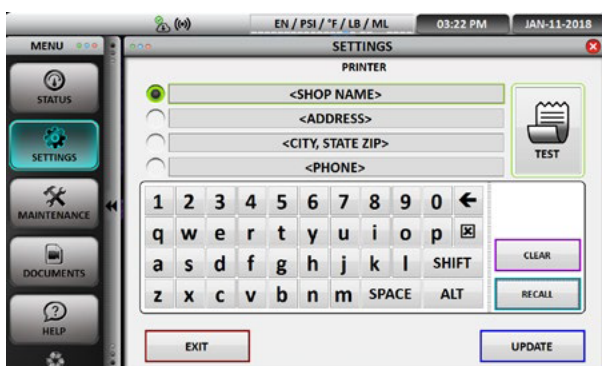 EN / PSI / °F / LB / ML
03:22 PM
JAN-11-2018
MENU
SETTINGS
PRINTER
STATUS
<SHOP NAME>
<ADDRESS>
<CITY, STATE ZIP>
<PHONE>
TEST
SETTINGS
MAINTENANCE
DOCUMENTS
HELP
1 2 3 4 5 6 7 8 9 0 ←
q w e r t y u i o p
a s d f g h j k l SHIFT
z x c v b n m SPACE ALT
CLEAR
RECALL
EXIT
UPDATE